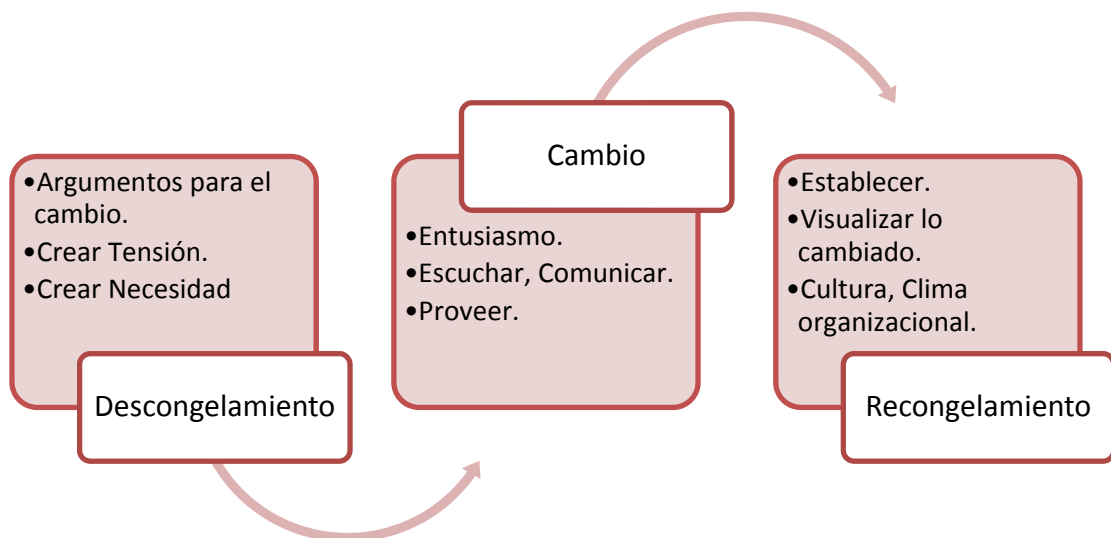 •Argumentos para el
cambio.
•Crear Tensión.
•Crear Necesidad
Descongelamiento
Cambio
•Entusiasmo.
•Escuchar, Comunicar.
•Proveer.
•Establecer.
•Visualizar lo
cambiado.
•Cultura, Clima
organizacional.
Recongelamiento